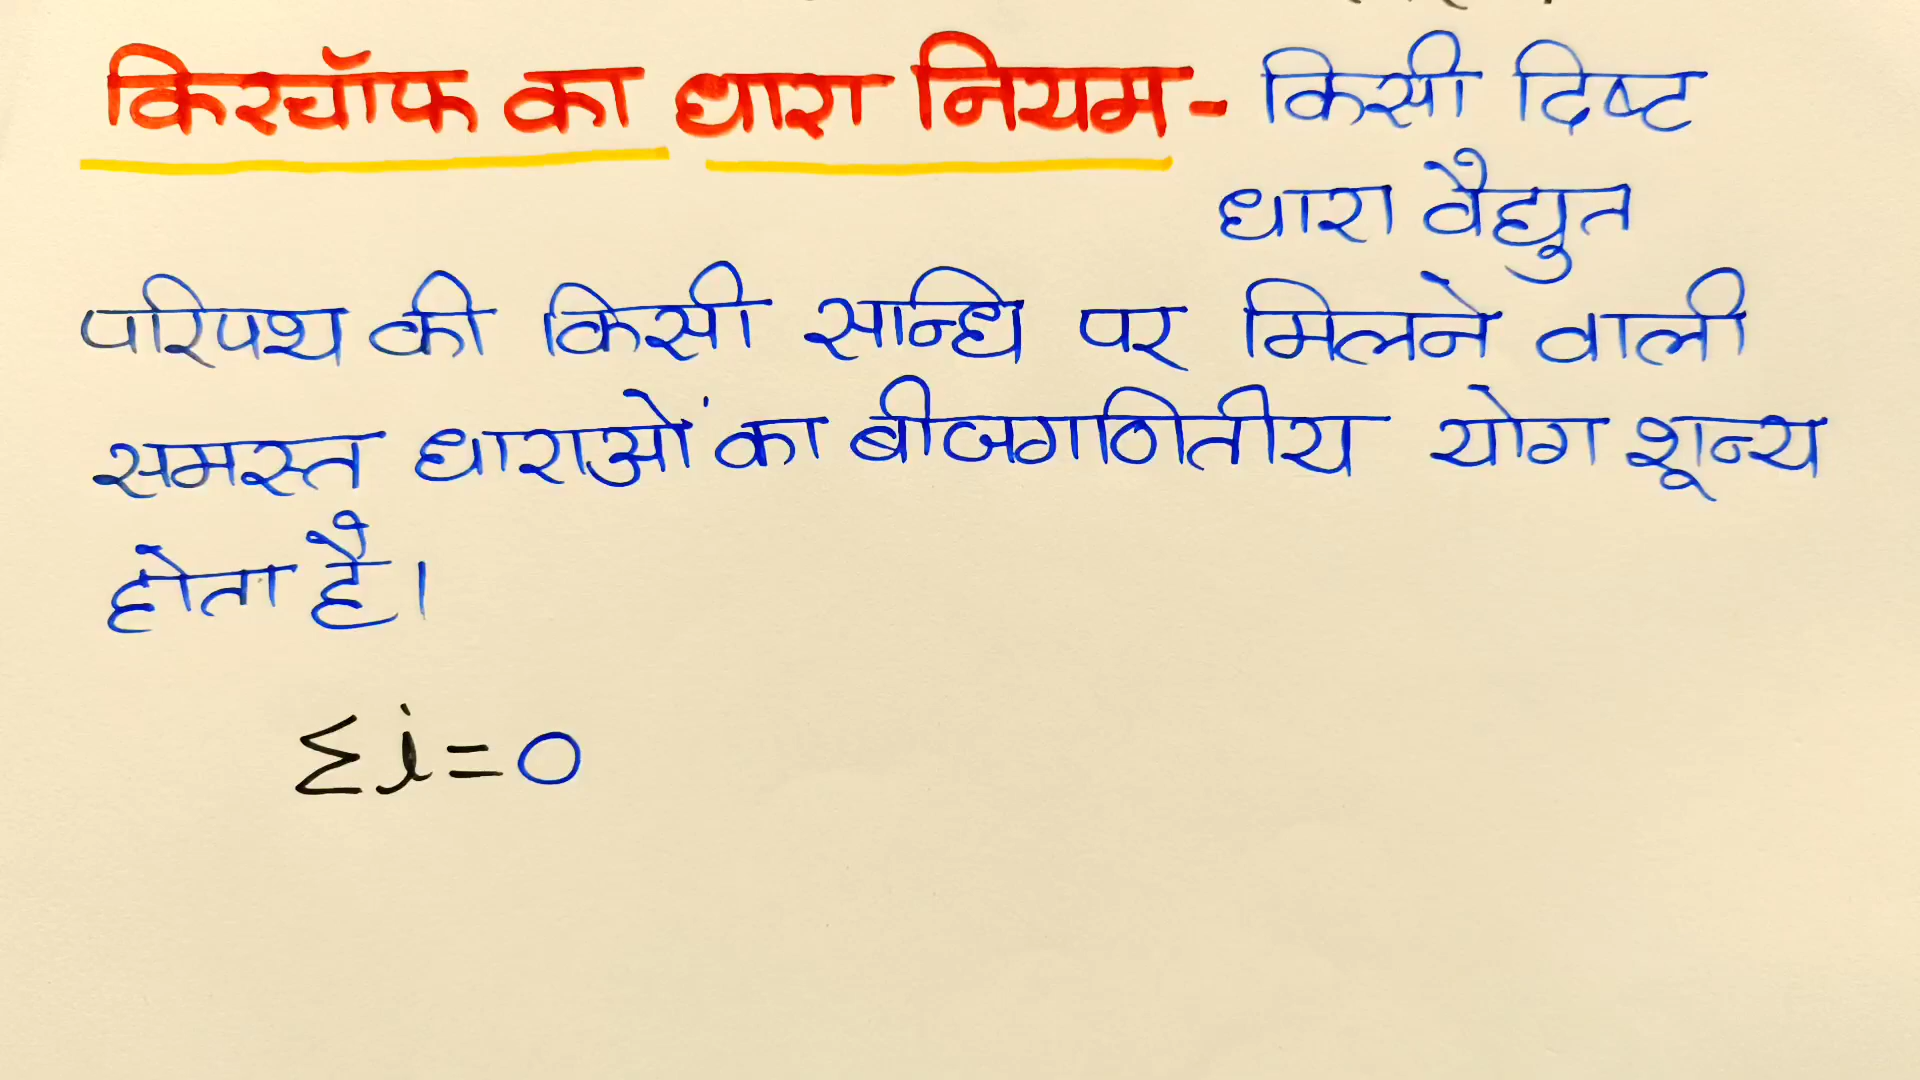 किरचॉफ का धारा नियम - किसी दिष्ट
धारा वैद्युत
परिपथ की किसी सन्धि पर मिलने वाली
समस्त धाराओं का बीजगणितीय योग शून्य
होता है।
Σi=0